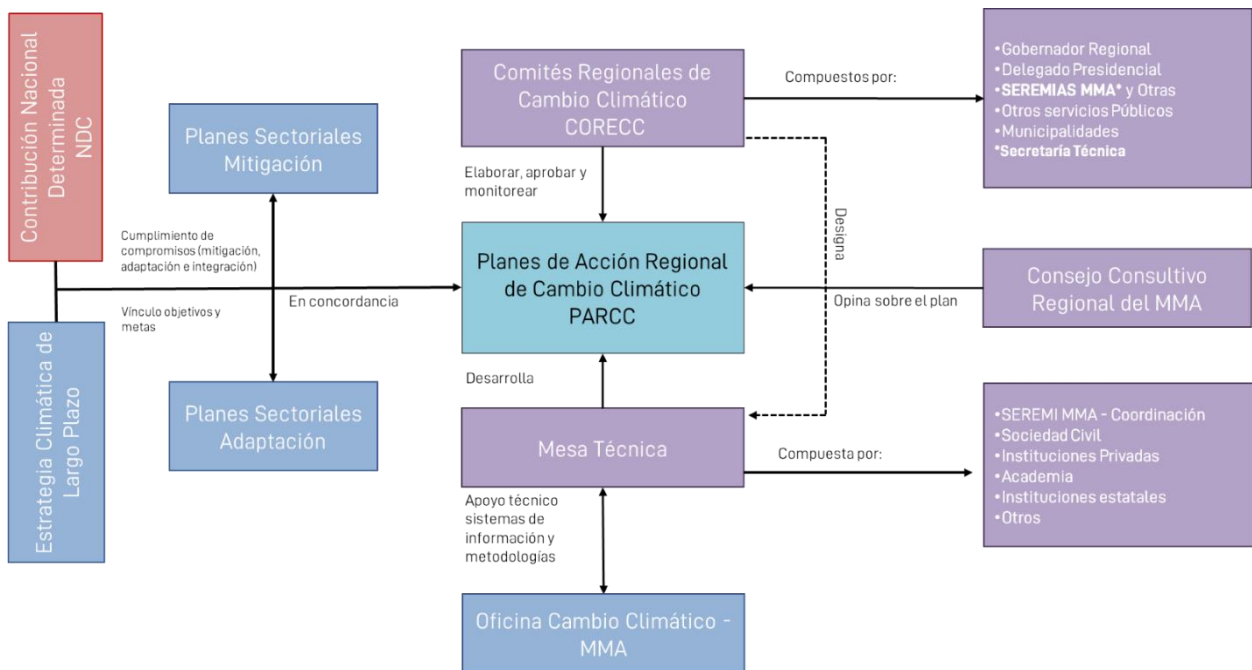 Contribución Nacional
Determinada
NDC
Estrategia Climática de
Largo Plazo
Planes Sectoriales
Mitigación
Cumplimiento de
compromisos (mitigación,
adaptación e integración)
Vínculo objetivos y
metas
En concordancia
Planes Sectoriales
Adaptación
Comités Regionales de
Cambio Climático
CORECC
Elaborar, aprobar y
monitorear
Planes de Acción Regional
de Cambio Climático
PARCC
Desarrolla
Mesa Técnica
Apoyo técnico
sistemas de
información y
metodologías
Oficina Cambio Climático -
MMA
Compuestos por:
Designa
Opina sobre el plan
Compuesta por:
•Gobernador Regional
•Delegado Presidencial
•SEREMIAS MMA* y Otras
•Otros servicios Públicos
•Municipalidades
*Secretaría Técnica
Consejo Consultivo
Regional del MMA
•SEREMI MMA - Coordinación
•Sociedad Civil
•Instituciones Privadas
•Academia
•Instituciones estatales
•Otros